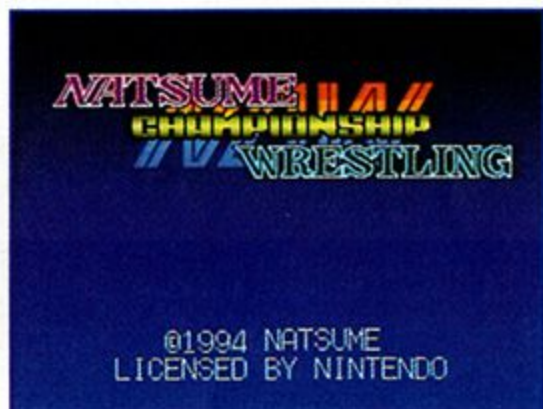 NATSUME
CHAMPIONSHIP
WRESTLING
©1994 NATSUME
LICENSED BY NINTENDO